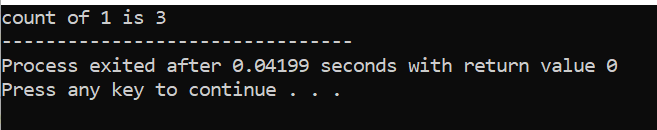 count of 1 is 3
--------------------------------
Process exited after 0.04199 seconds with return value 0
Press any key to continue . . .